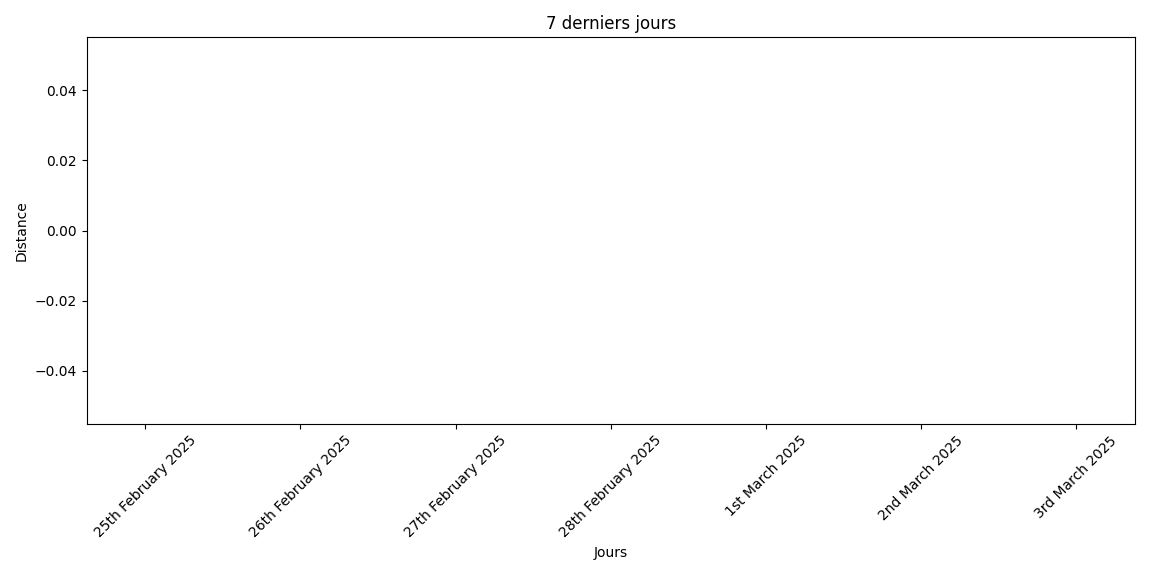 7 derniers jours
0.04
0.02
0.00
−0.02
−0.04
Distance
25th February 2025
26th February 2025
27th February 2025
28th February 2025
1st March 2025
2nd March 2025
3rd March 2025
Jours